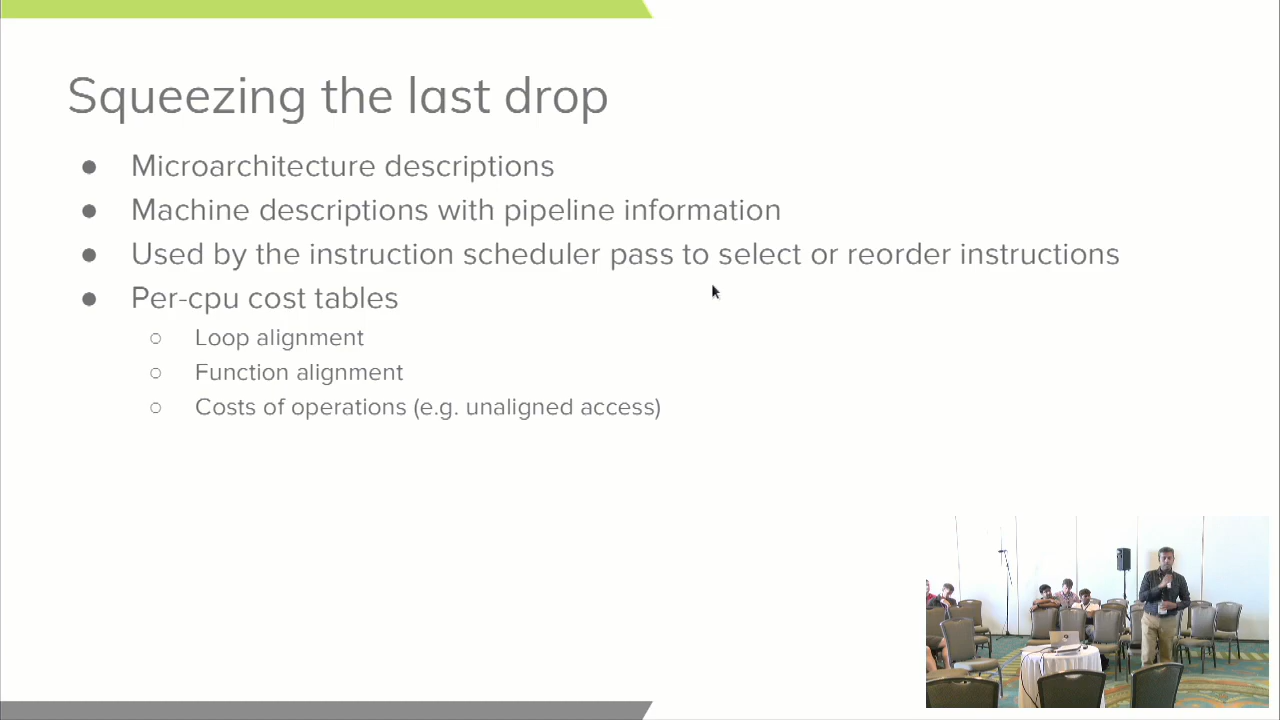 Squeezing the last drop
● Microarchitecture descriptions
● Machine descriptions with pipeline information
● Used by the instruction scheduler pass to select or reorder instructions
● Per-cpu cost tables
○ Loop alignment
○ Function alignment
○ Costs of operations (e.g. unaligned access)